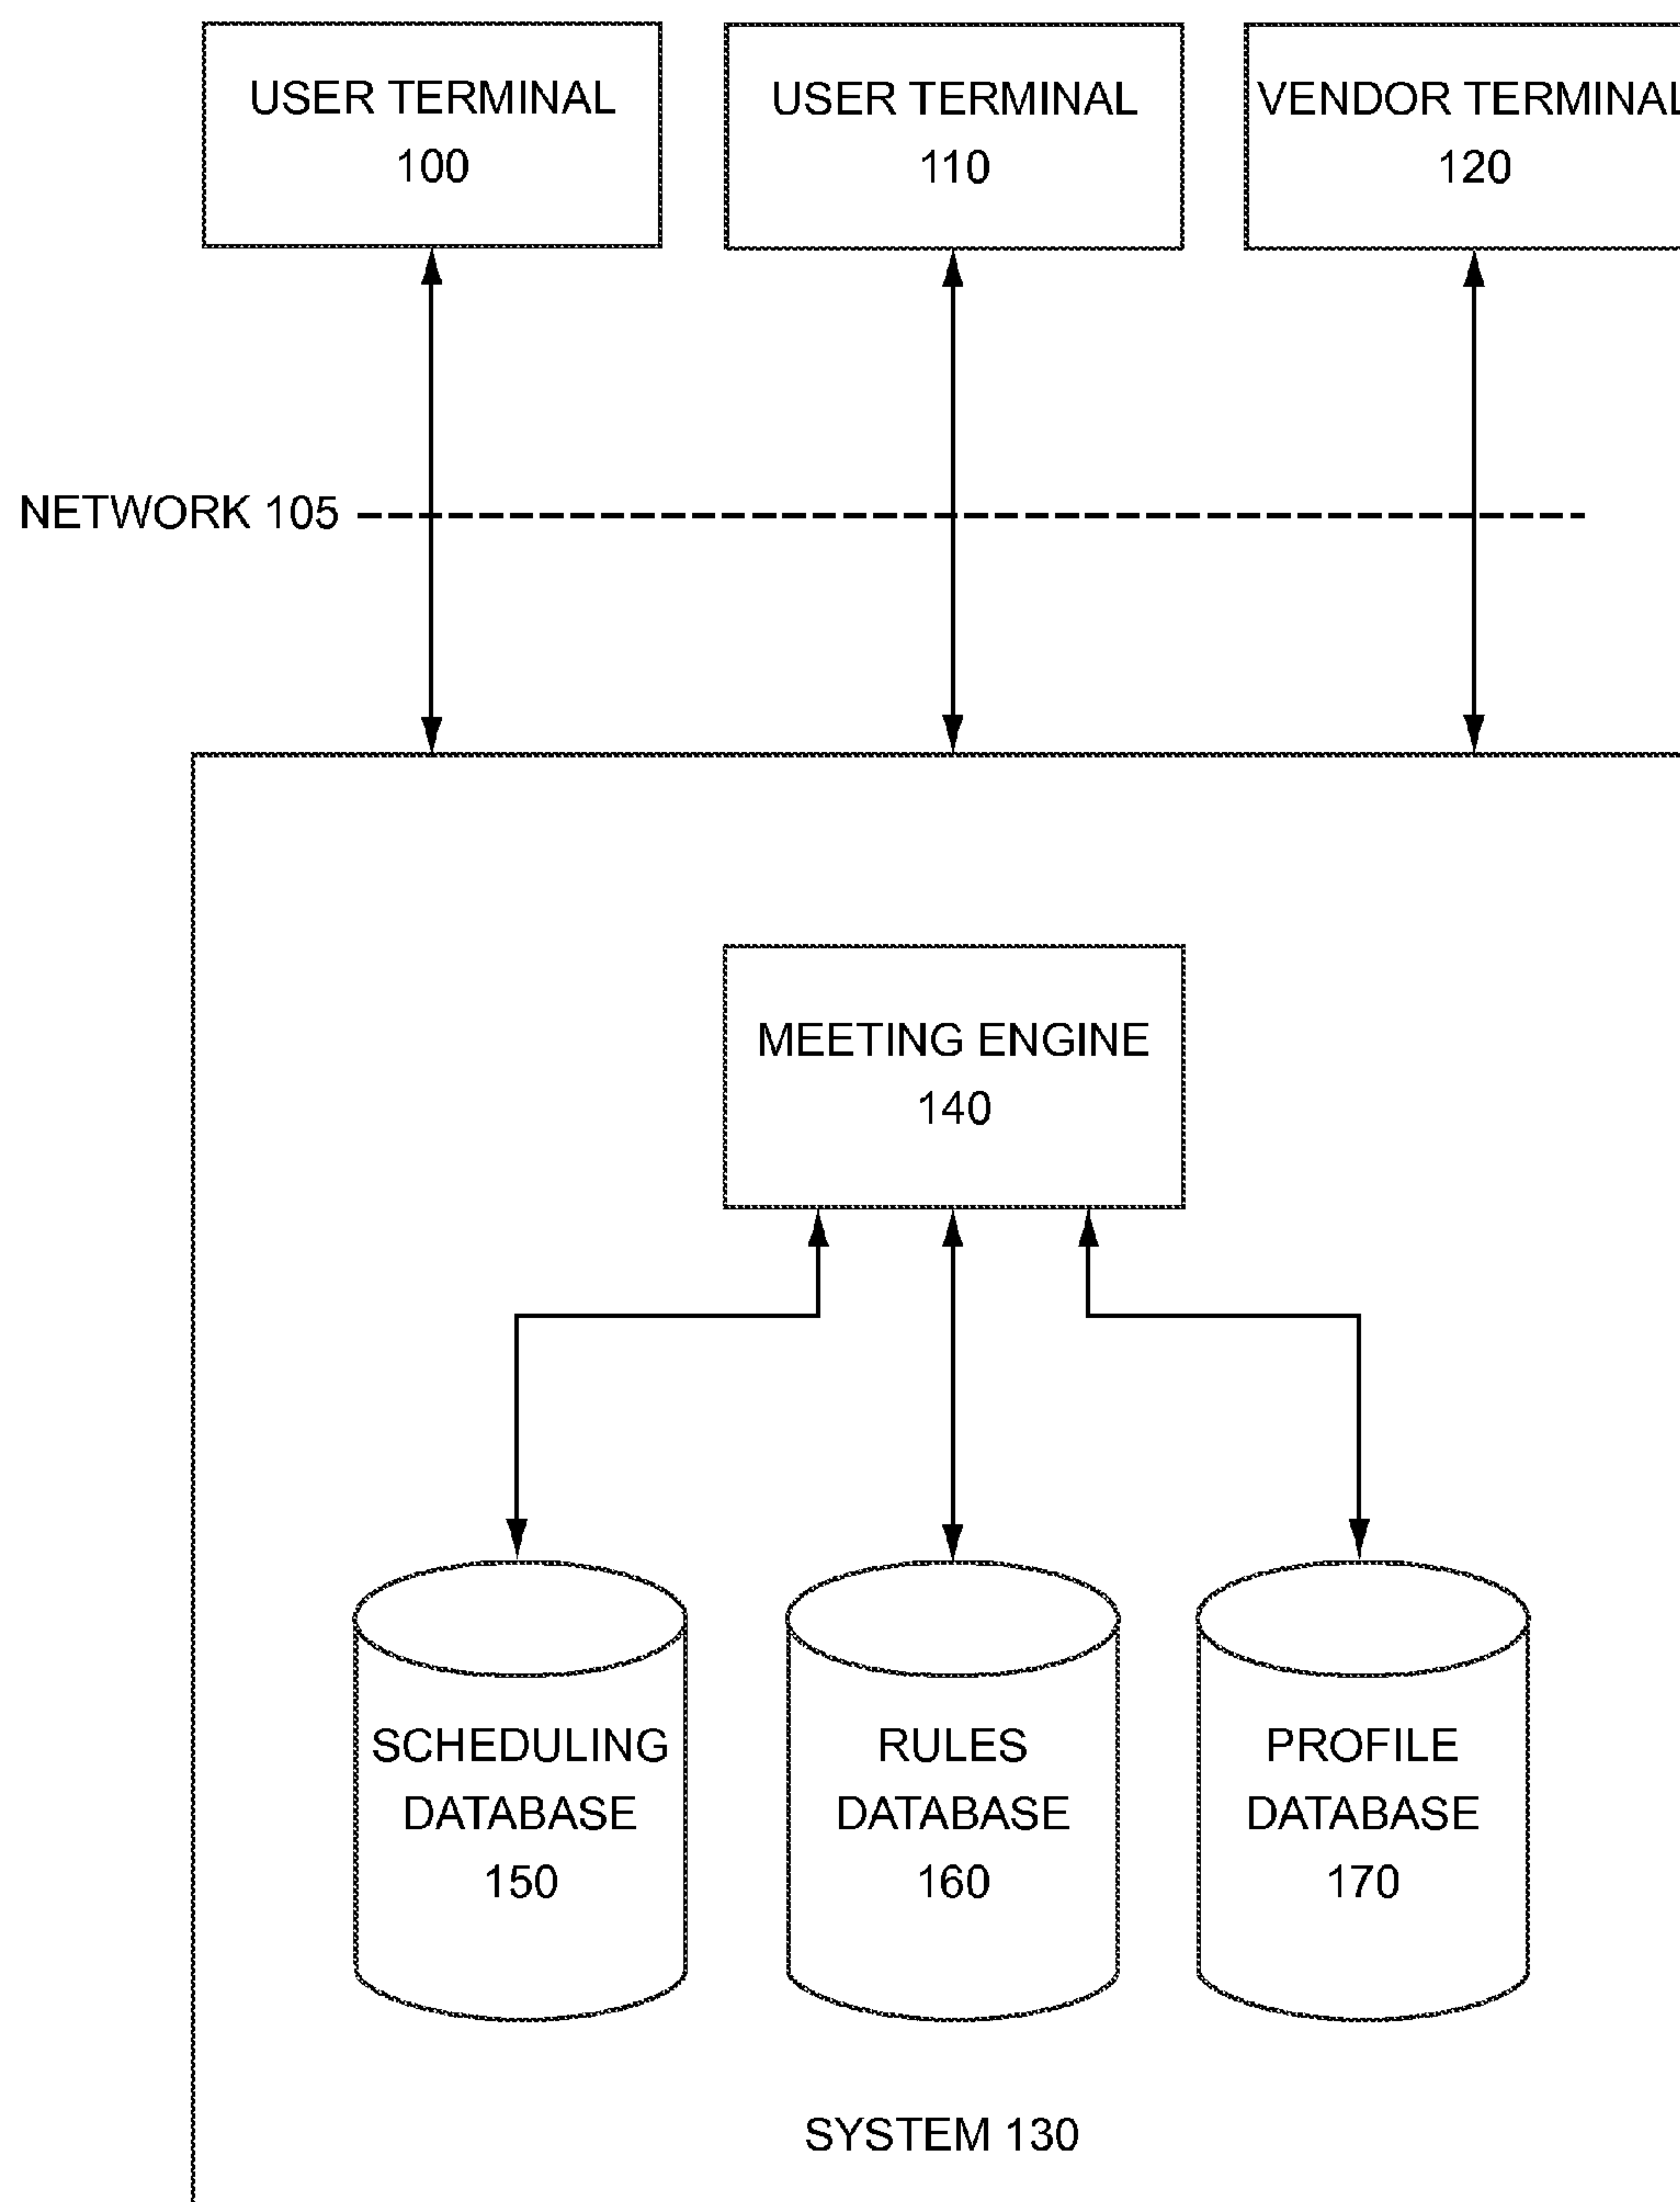 USER TERMINAL
100
USER TERMINAL
110
VENDOR TERMINAL
120
NETWORK 105
MEETING ENGINE
140
SCHEDULING
DATABASE
150
RULES
DATABASE
160
PROFILE
DATABASE
170
SYSTEM 130